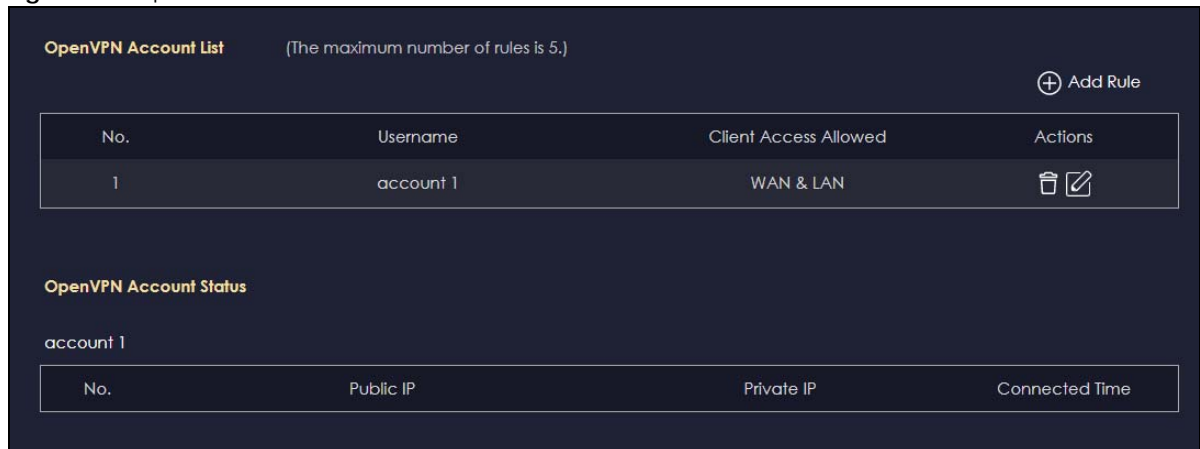 OpenVPN Account List (The maximum number of rules is 5.)
Add Rule
No. Username Client Access Allowed Actions
1 account 1 WAN & LAN
OpenVPN Account Status
account 1
No. Public IP Private IP Connected Time